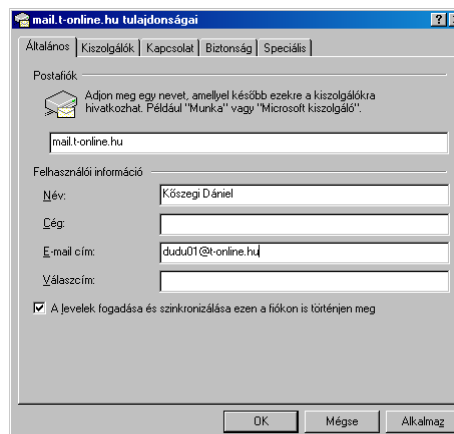 mail.t-online.hu tulajdonságai
Általános Kiszolgálók Kapcsolat Biztonság Speciális
Postafiók
Adjon meg egy nevet, amellyel később ezekre a kiszolgálókra
hivatkozhat. Például "Munka" vagy "Microsoft kiszolgáló".
mail.t-online.hu
Felhasználói információ
Név:
Kőszegi Dániel
Cég:
E-mail cím:
dudu01@t-online.hu
Válaszcím:
A levelek fogadása és szinkronizálása ezen a fiókon is történjen meg
OK Mégse Alkalmaz